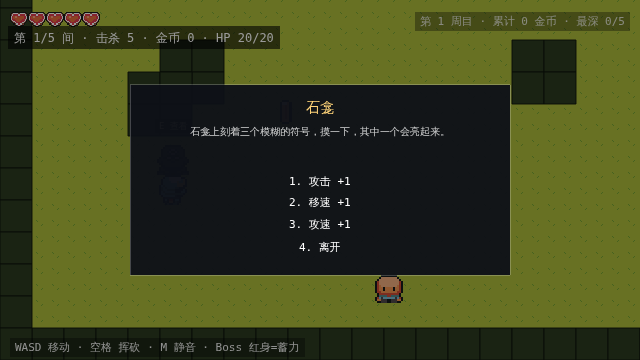 第 1/5 间 · 击杀 5 · 金币 0 · HP 20/20
第 1 周目 · 累计 0 金币 · 最深 0/5
石龛
石龛上刻着三个模糊的符号，摸一下，其中一个会亮起来。
1. 攻击 +1
2. 移速 +1
3. 攻速 +1
4. 离开
WASD 移动 · 空格 挥砍 · M 静音 · Boss 红身=蓄力